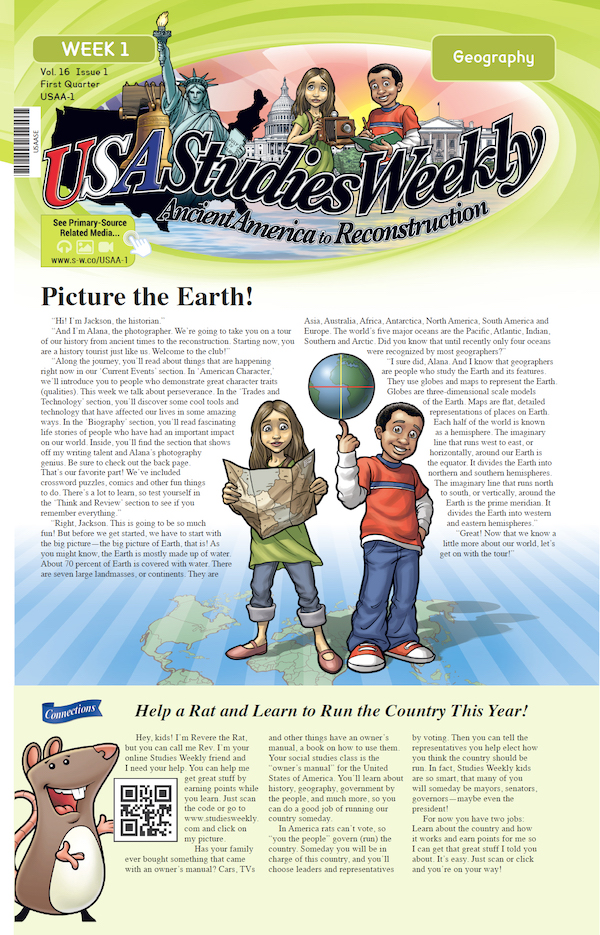 WEEK 1
Vol. 16 Issue 1
First Quarter
USAA-1
Geography
USAASE
USA Studies Weekly
Ancient America to Reconstruction
See Primary-Source
Related Media...
www.s-w.co/USAA-1
Picture the Earth!
"Hi! I'm Jackson, the historian."
"And I'm Alana, the photographer. We're going to take you on a tour
of our history from ancient times to the reconstruction. Starting now, you
are a history tourist just like us. Welcome to the club!"
"Along the journey, you'll read about things that are happening
right now in our 'Current Events' section. In 'American Character,'
we'll introduce you to people who demonstrate great character traits
(qualities). This week we talk about perseverance. In the 'Trades and
Technology' section, you'll discover some cool tools and
technology that have affected our lives in some amazing
ways. In the 'Biography' section, you'll read fascinating
life stories of people who have had an important impact
on our world. Inside, you'll find the section that shows
off my writing talent and Alana's photography
genius. Be sure to check out the back page.
That's our favorite part! We've included
crossword puzzles, comics and other fun things
to do. There's a lot to learn, so test yourself in
the 'Think and Review' section to see if you
remember everything."
"Right, Jackson. This is going to be so much
fun! But before we get started, we have to start with
the big picture—the big picture of Earth, that is! As
you might know, the Earth is mostly made up of water.
About 70 percent of Earth is covered with water. There
are seven large landmasses, or continents. They are
Asia, Australia, Africa, Antarctica, North America, South America and
Europe. The world's five major oceans are the Pacific, Atlantic, Indian,
Southern and Arctic. Did you know that until recently only four oceans
were recognized by most geographers?"
"I sure did, Alana. And I know that geographers
are people who study the Earth and its features.
They use globes and maps to represent the Earth.
Globes are three-dimensional scale models
of the Earth. Maps are flat, detailed
representations of places on Earth.
Each half of the world is known
as a hemisphere. The imaginary
line that runs west to east, or
horizontally, around our Earth is
the equator. It divides the Earth into
northern and southern hemispheres.
The imaginary line that runs north
to south, or vertically, around the
Earth is the prime meridian. It
divides the Earth into western
and eastern hemispheres."
"Great! Now that we know a
little more about our world, let's
get on with the tour!"
Connections
Help a Rat and Learn to Run the Country This Year!
Hey, kids! I'm Revere the Rat,
but you can call me Rev. I'm your
online Studies Weekly friend and
I need your help. You can help me
get great stuff by
earning points while
you learn. Just scan
the code or go to
www.studiesweekly.
com and click on
my picture.
Has your family
ever bought something that came
with an owner's manual? Cars, TVs
and other things have an owner's
manual, a book on how to use them.
Your social studies class is the
"owner's manual" for the United
States of America. You'll learn about
history, geography, government by
the people, and much more, so you
can do a good job of running our
country someday.
In America rats can't vote, so
"you the people" govern (run) the
country. Someday you will be in
charge of this country, and you'll
choose leaders and representatives
by voting. Then you can tell the
representatives you help elect how
you think the country should be
run. In fact, Studies Weekly kids
are so smart, that many of you
will someday be mayors, senators,
governors—maybe even the
president!
For now you have two jobs:
Learn about the country and how
it works and earn points for me so
I can get that great stuff I told you
about. It's easy. Just scan or click
and you're on your way!